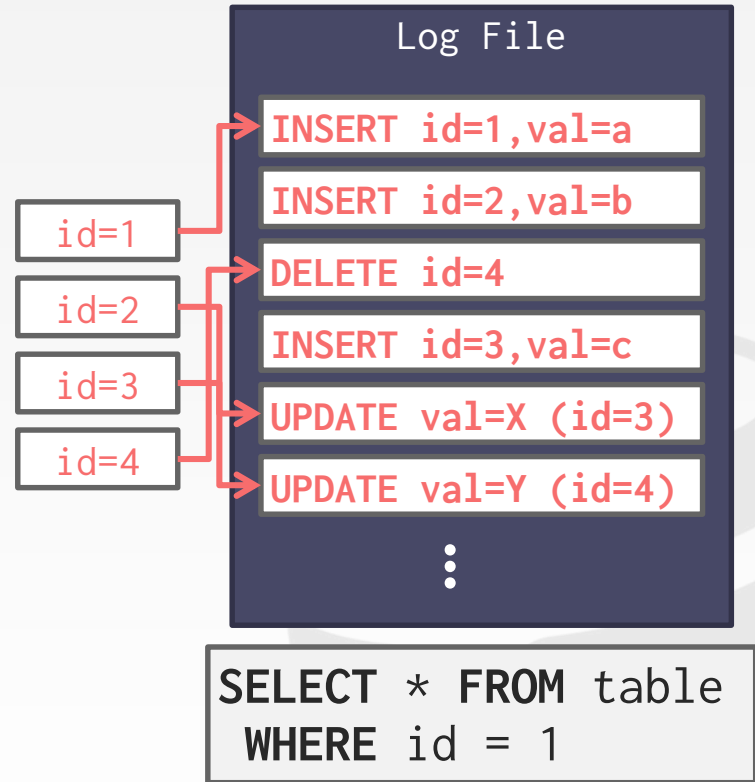 Log File
INSERT id=1,val=a
INSERT id=2,val=b
DELETE id=4
INSERT id=3,val=c
UPDATE val=X (id=3)
UPDATE val=Y (id=4)
id=1
id=2
id=3
id=4
SELECT * FROM table
WHERE id = 1